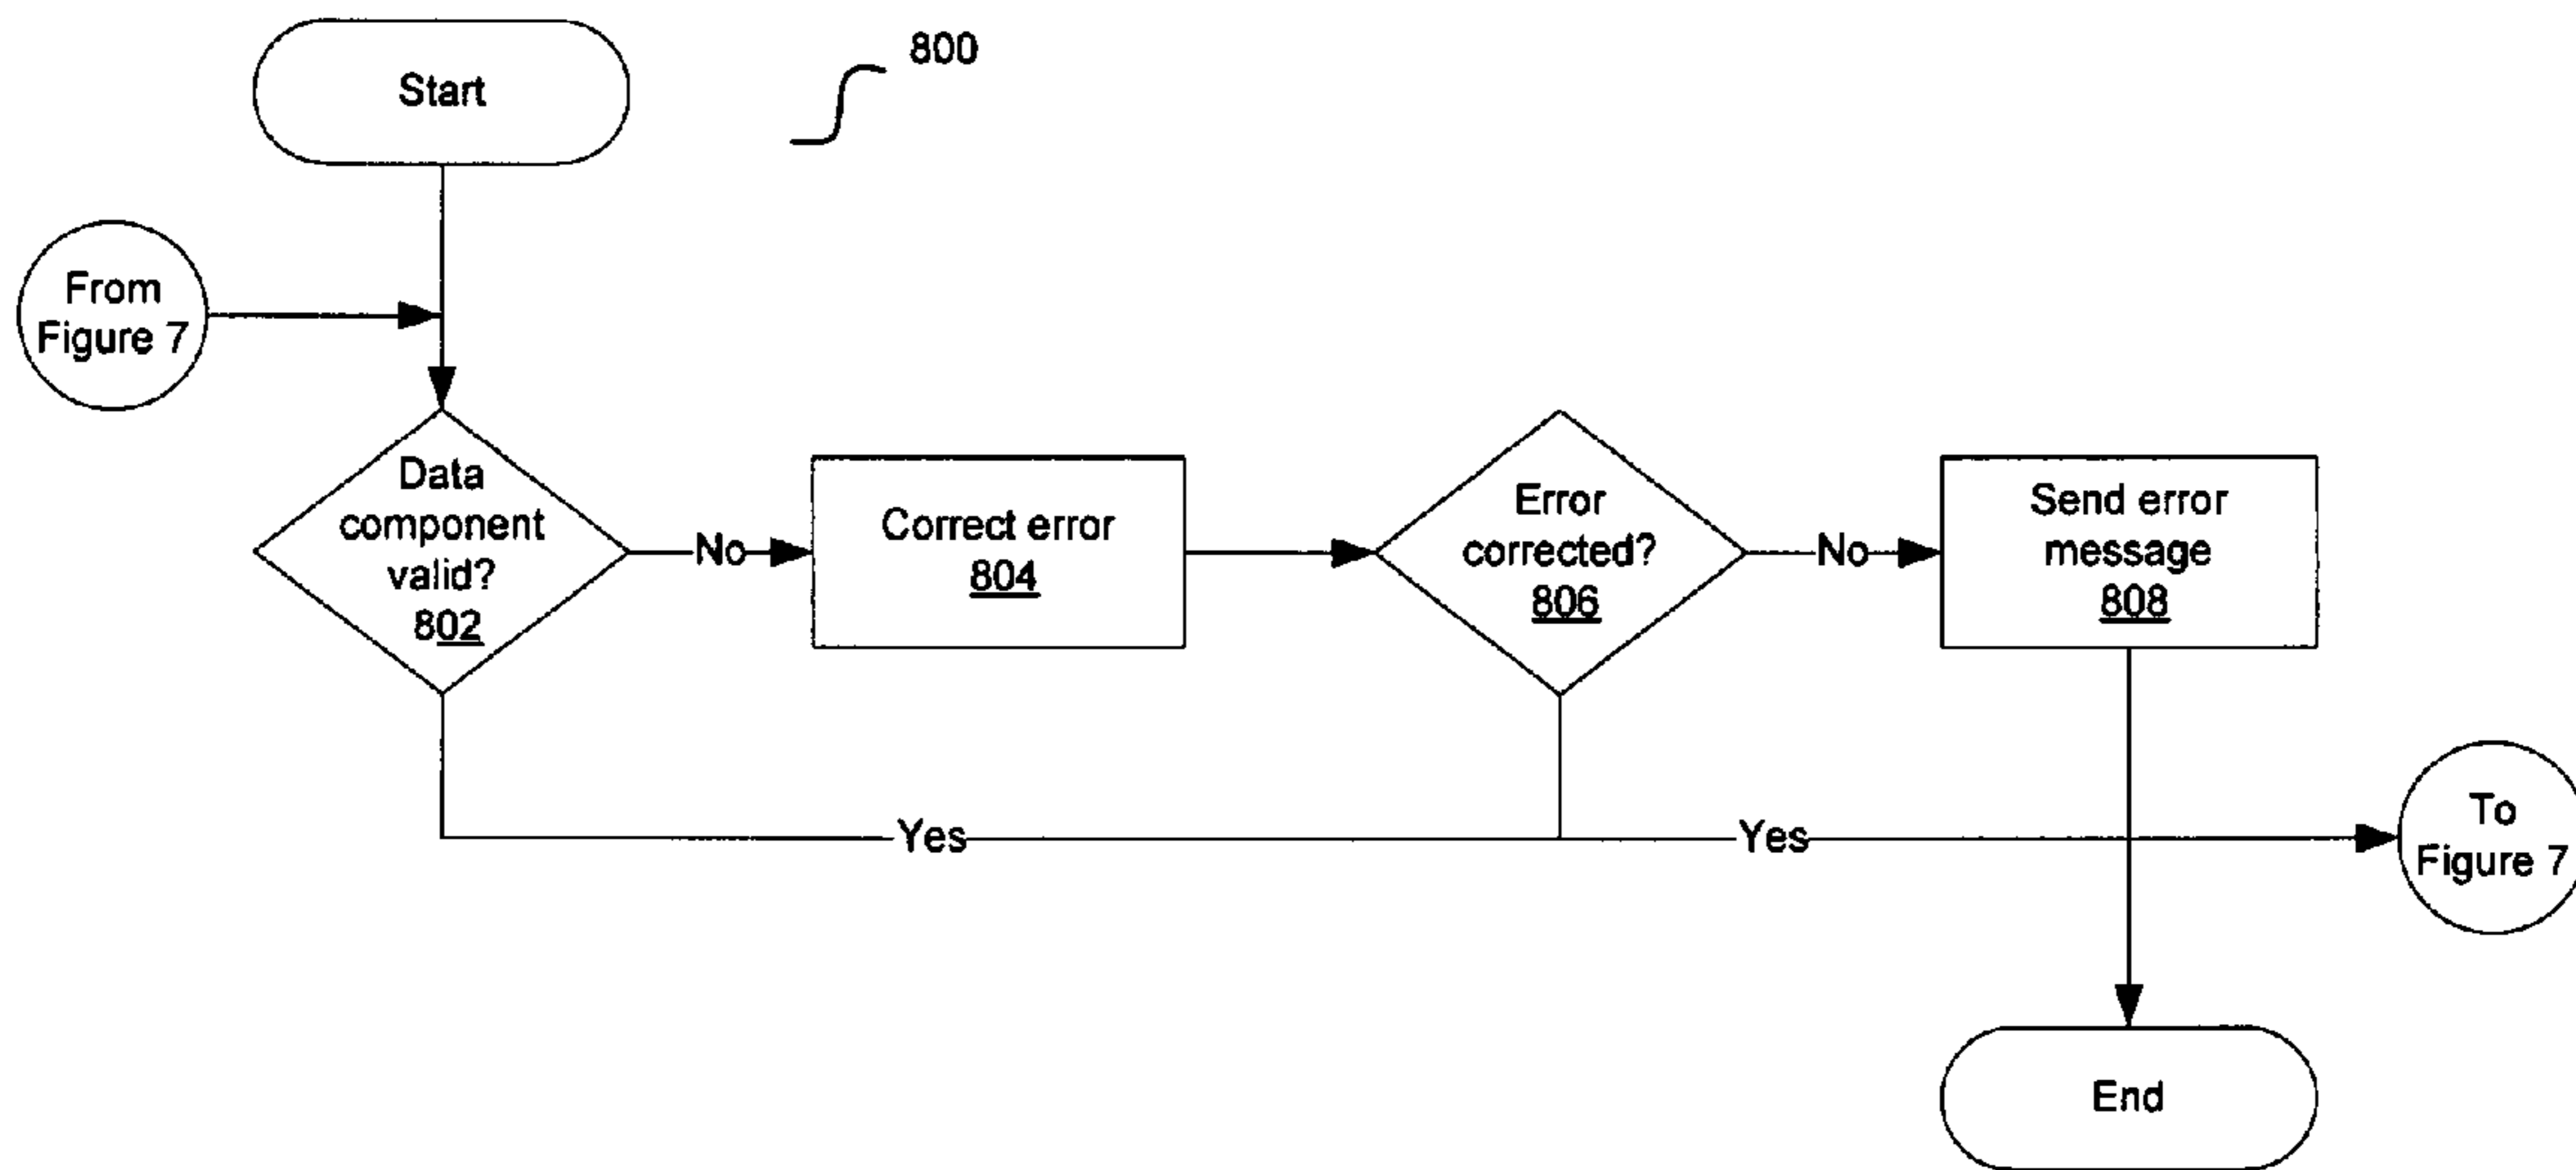 Start
800
From
Figure 7
Data
component
valid?
802
No
Correct error
804
Error
corrected?
806
No
Send error
message
808
Yes
Yes
To
Figure 7
End